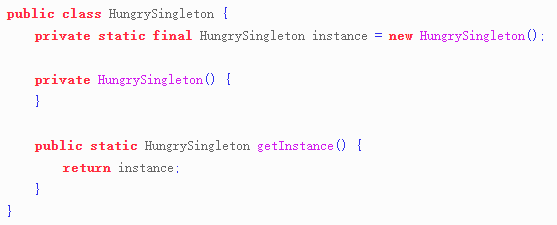 public class HungrySingleton {
    private static final HungrySingleton instance = new HungrySingleton();

    private HungrySingleton() {
    }

    public static HungrySingleton getInstance() {
        return instance;
    }
}